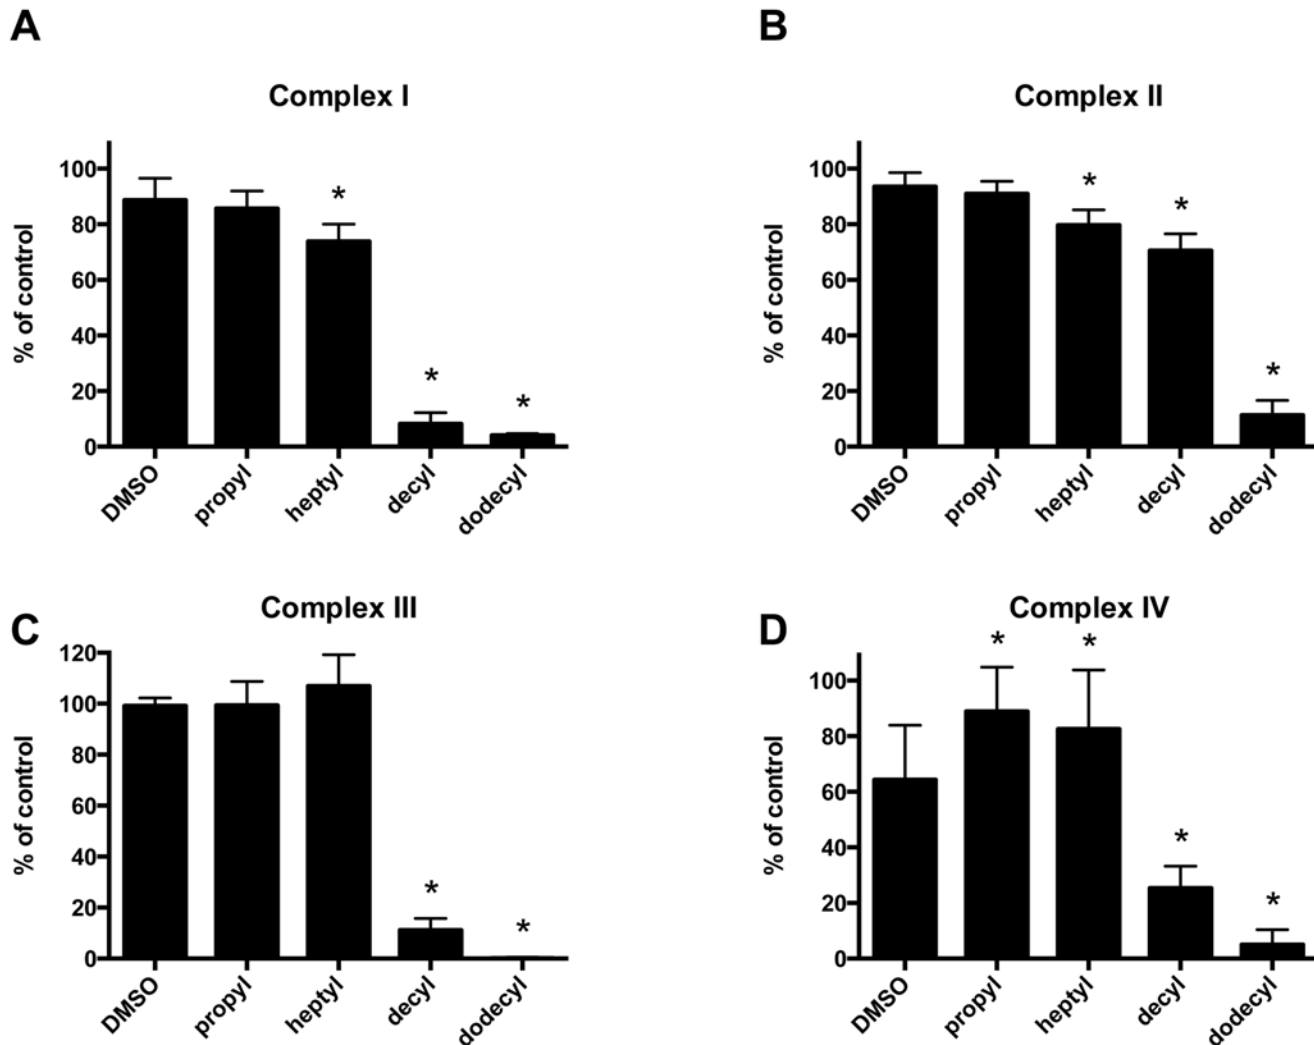 A
Complex I
% of control
100
80
60
40
20
0
*
*
*
DMSO
propyl
heptyl
decyl
dodecyl
B
Complex II
% of control
100
80
60
40
20
0
*
*
*
DMSO
propyl
heptyl
decyl
dodecyl
C
Complex III
% of control
120
100
80
60
40
20
0
*
*
DMSO
propyl
heptyl
decyl
dodecyl
D
Complex IV
% of control
100
80
60
40
20
0
*
*
*
*
DMSO
propyl
heptyl
decyl
dodecyl